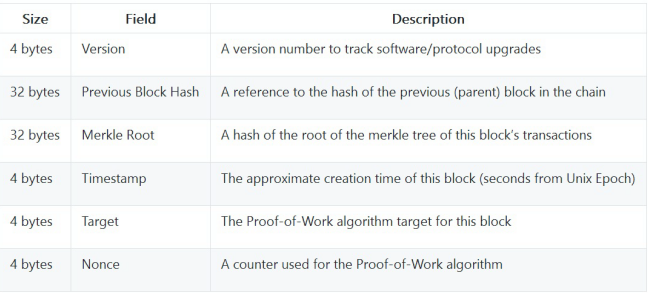 Size Field Description
4 bytes Version A version number to track software/protocol upgrades
32 bytes Previous Block Hash A reference to the hash of the previous (parent) block in the chain
32 bytes Merkle Root A hash of the root of the merkle tree of this block’s transactions
4 bytes Timestamp The approximate creation time of this block (seconds from Unix Epoch)
4 bytes Target The Proof-of-Work algorithm target for this block
4 bytes Nonce A counter used for the Proof-of-Work algorithm